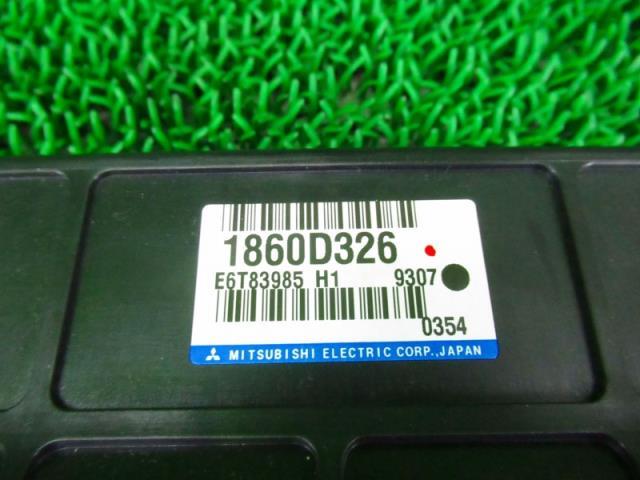 1860D326
E6T83985 H1 9307
0354
MITSUBISHI ELECTRIC CORP.,JAPAN